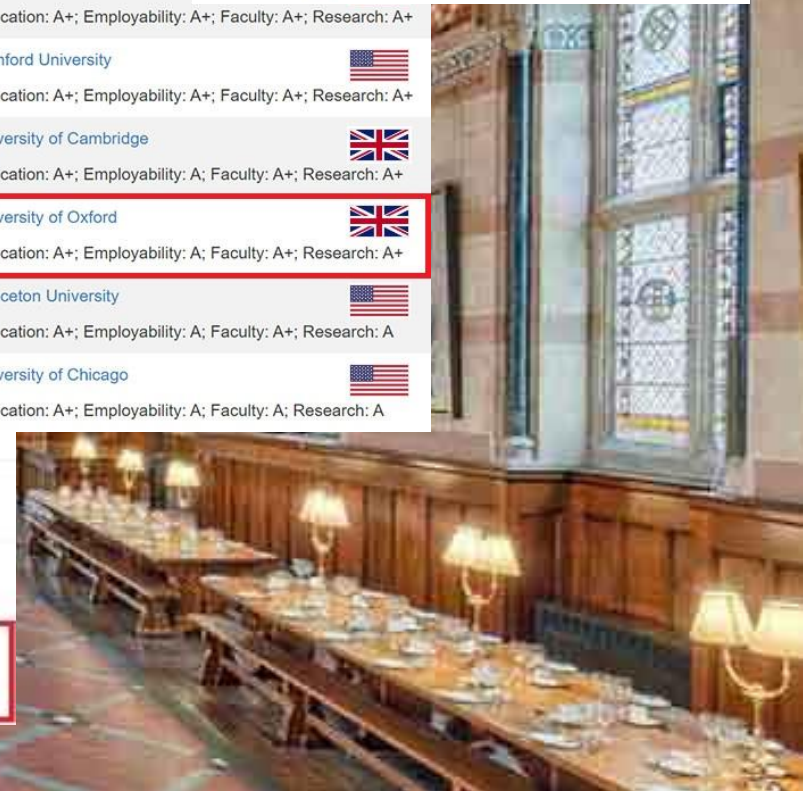 cation: A+; Employability: A+; Faculty: A+; Research: A+
nford University
cation: A+; Employability: A+; Faculty: A+; Research: A+
versity of Cambridge
cation: A+; Employability: A; Faculty: A+; Research: A+
versity of Oxford
cation: A+; Employability: A; Faculty: A+; Research: A+
ceton University
cation: A+; Employability: A; Faculty: A+; Research: A
versity of Chicago
cation: A+; Employability: A; Faculty: A; Research: A